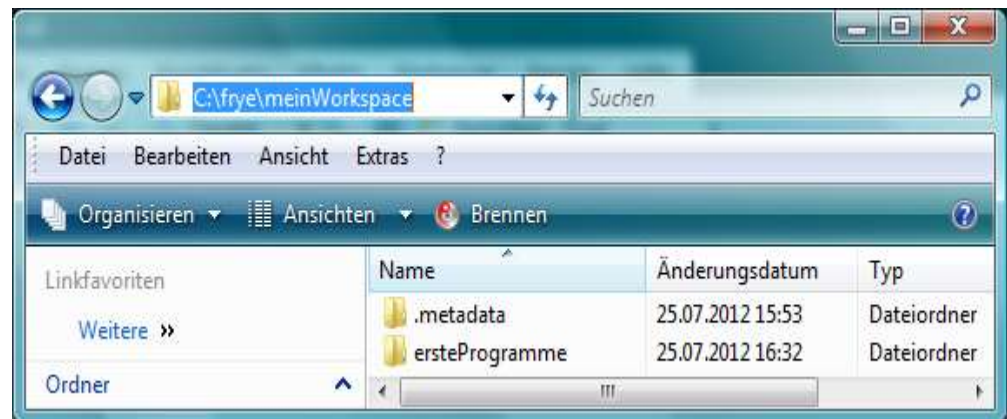 C:\frye\meinWorkspace Suchen
Datei Bearbeiten Ansicht Extras ?
Organisieren Ansichten Brennen ?
Linkfavoriten
Weitere »
Ordner
Name Änderungsdatum Typ
.metadata 25.07.2012 15:53 Dateiordner
ersteProgramme 25.07.2012 16:32 Dateiordner